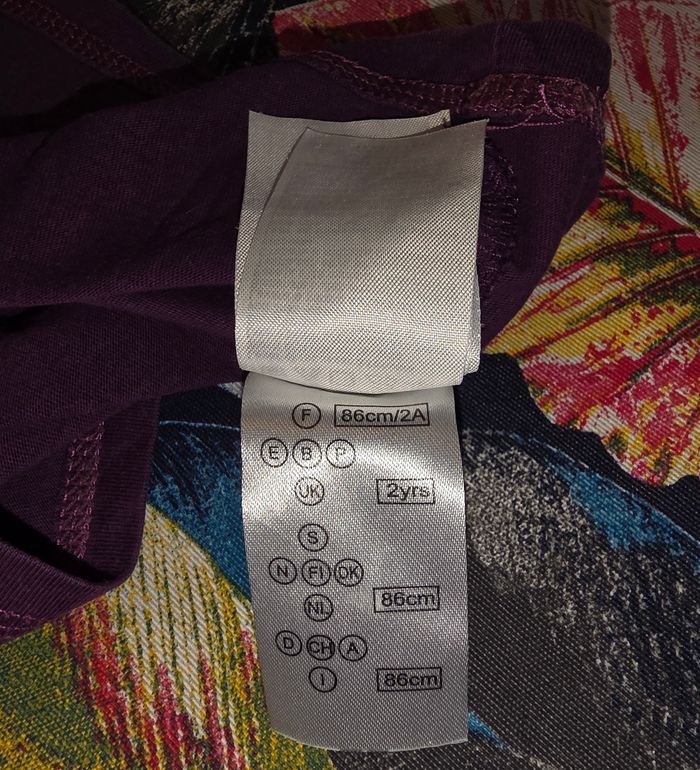 F 86cm/2A
E B P
UK 2yrs
S
N FI DK
NL 86cm
D CH A
I 86cm